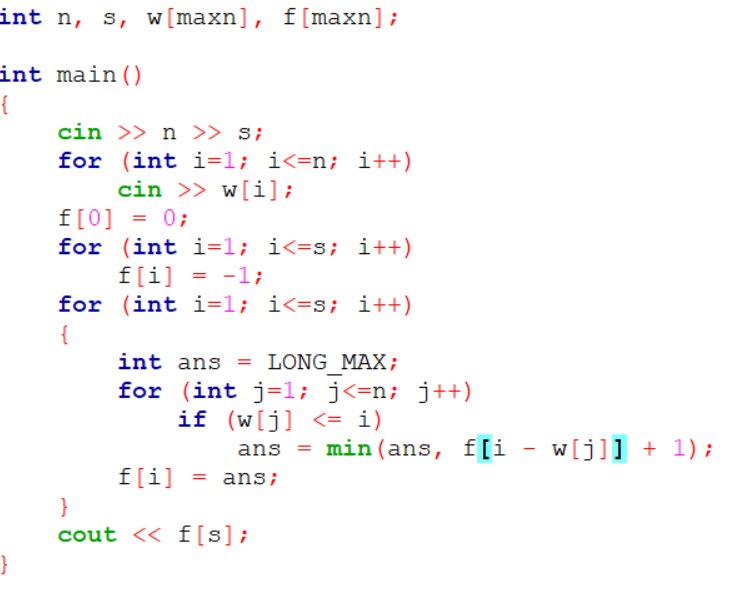 int n, s, w[maxn], f[maxn];
int main()
{
cin >> n >> s;
for (int i=1; i<=n; i++)
cin >> w[i];
f[0] = 0;
for (int i=1; i<=s; i++)
f[i] = -1;
for (int i=1; i<=s; i++)
{
int ans = LONG_MAX;
for (int j=1; j<=n; j++)
if (w[j] <= i)
ans = min(ans, f[i - w[j]] + 1);
f[i] = ans;
}
cout << f[s];
}